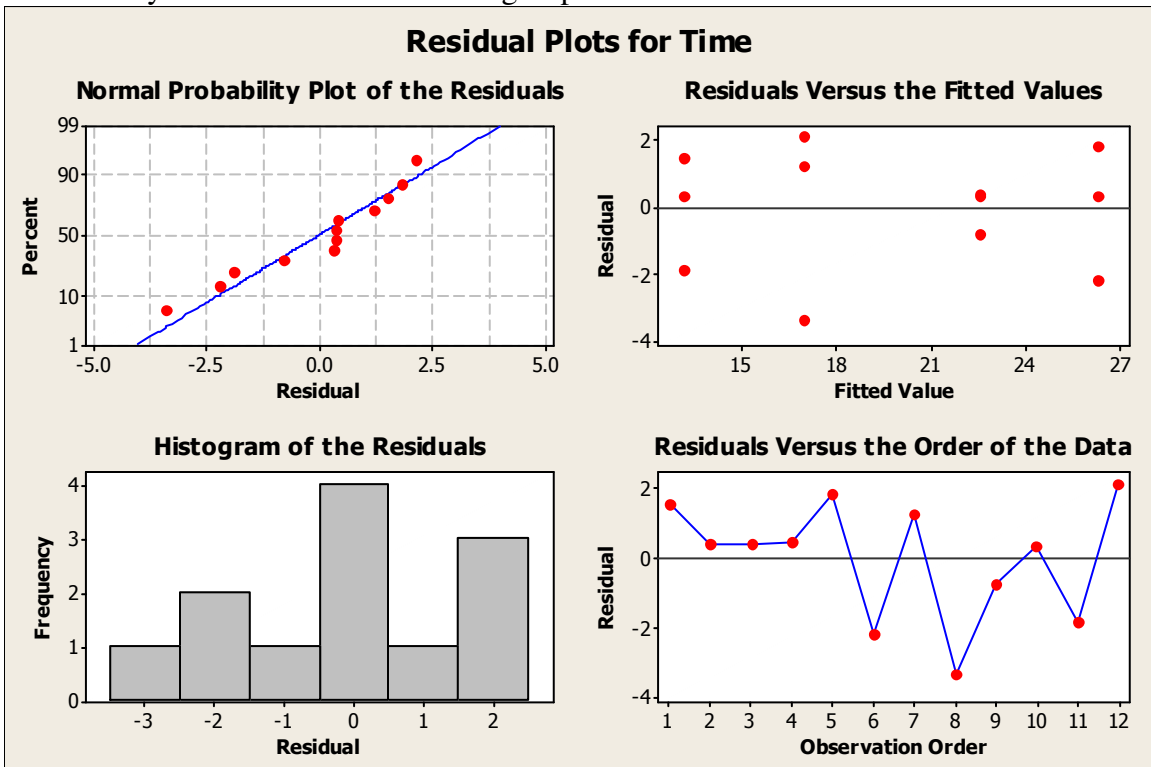 Residual Plots for Time
Normal Probability Plot of the Residuals
99
90
50
10
1
Percent
-5.0 -2.5 0.0 2.5 5.0
Residual
Residuals Versus the Fitted Values
2
0
-2
-4
Residual
15 18 21 24 27
Fitted Value
Histogram of the Residuals
4
3
2
1
0
Frequency
-3 -2 -1 0 1 2
Residual
Residuals Versus the Order of the Data
2
0
-2
-4
Residual
1 2 3 4 5 6 7 8 9 10 11 12
Observation Order